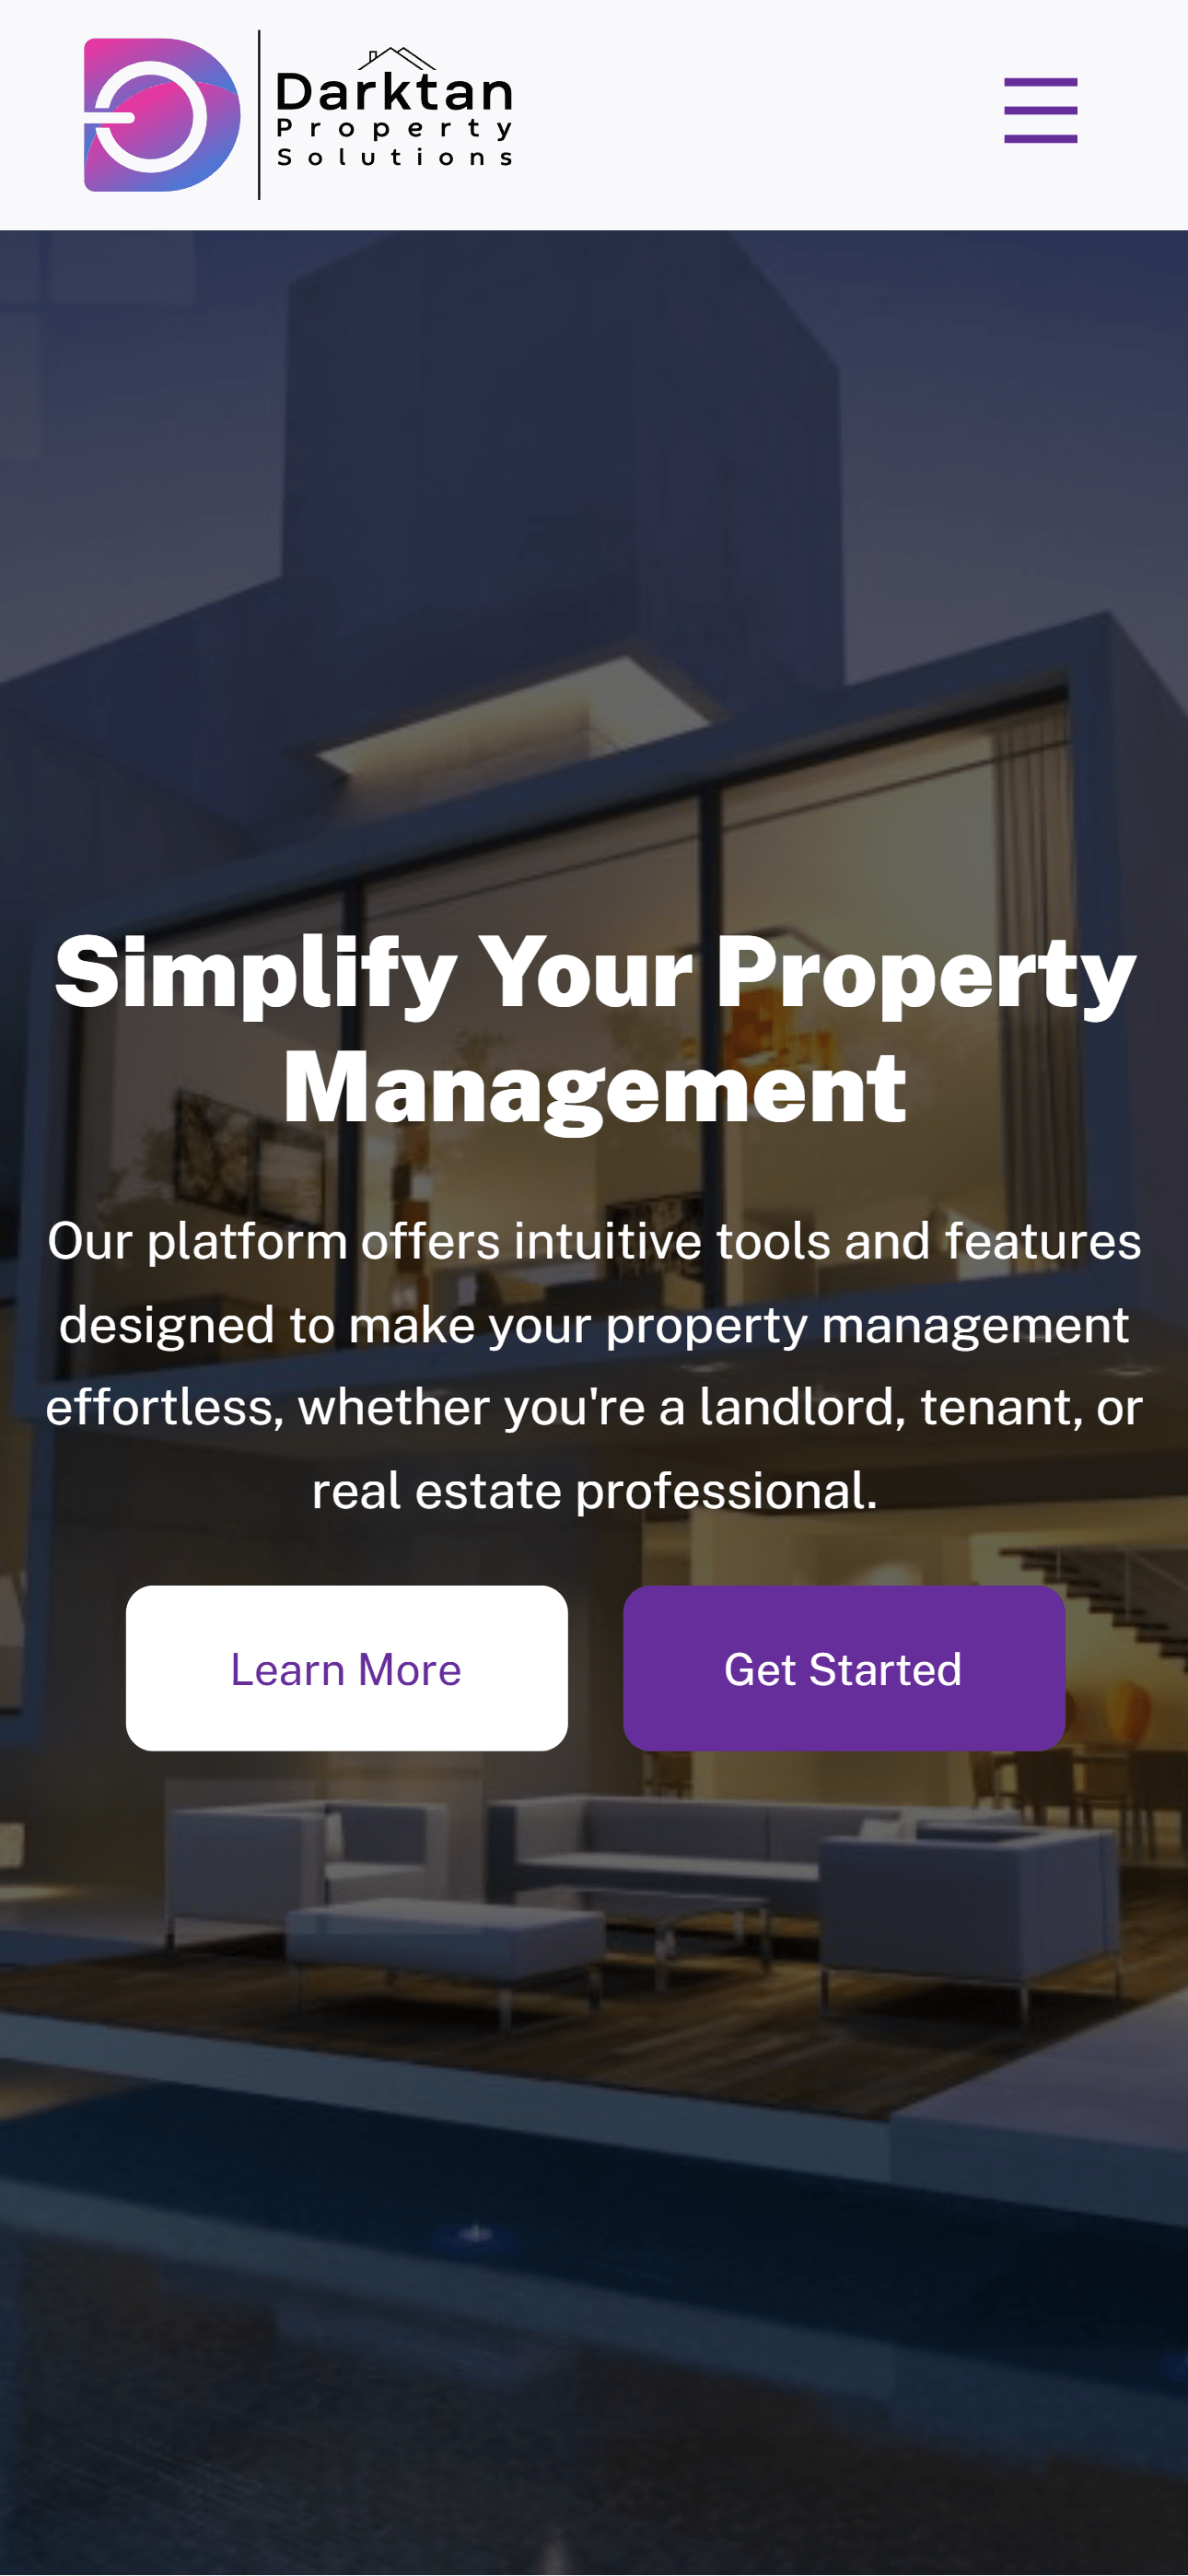 Darktan
Property
Solutions
Simplify Your Property
Management
Our platform offers intuitive tools and features
designed to make your property management
effortless, whether you're a landlord, tenant, or
real estate professional.
Learn More
Get Started